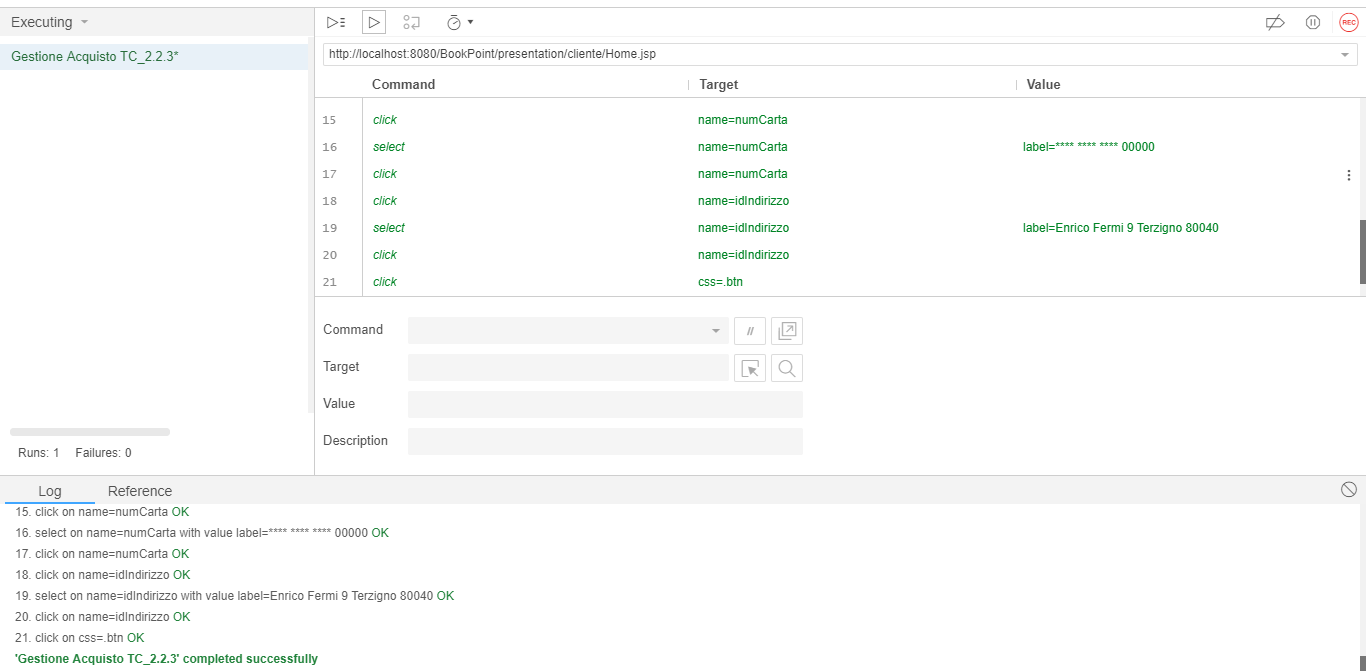 Executing
REC
Gestione Acquisto TC_2.2.3*
http://localhost:8080/BookPoint/presentation/cliente/Home.jsp
Command Target Value
15 click name=numCarta
16 select name=numCarta label=**** **** **** 00000
17 click name=numCarta
18 click name=idIndirizzo
19 select name=idIndirizzo label=Enrico Fermi 9 Terzigno 80040
20 click name=idIndirizzo
21 click css=.btn
Command //
Target
Value
Description
Runs: 1 Failures: 0
Log Reference
15. click on name=numCarta OK
16. select on name=numCarta with value label=**** **** **** 00000 OK
17. click on name=numCarta OK
18. click on name=idIndirizzo OK
19. select on name=idIndirizzo with value label=Enrico Fermi 9 Terzigno 80040 OK
20. click on name=idIndirizzo OK
21. click on css=.btn OK
'Gestione Acquisto TC_2.2.3' completed successfully